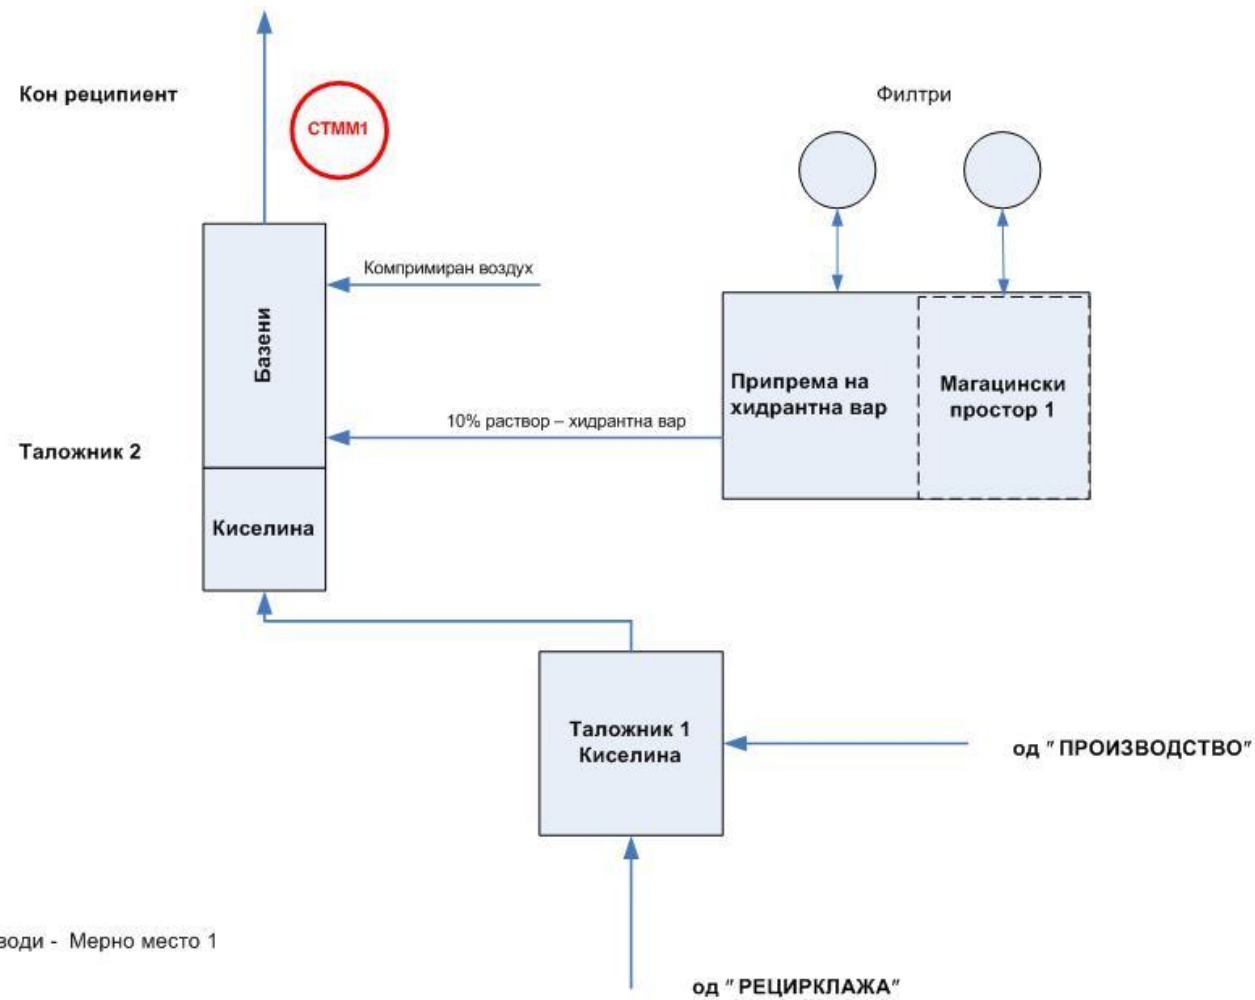 Кон реципиент
СТММ1
Филтри
Компримиран воздух
Базени
Припрема на
хидрантна вар
Магацински
простор 1
10% раствор – хидрантна вар
Таложник 2
Киселина
Таложник 1
Киселина
од " ПРОИЗВОДСТВО"
води - Мерно место 1
од " РЕЦИРКЛАЖА"